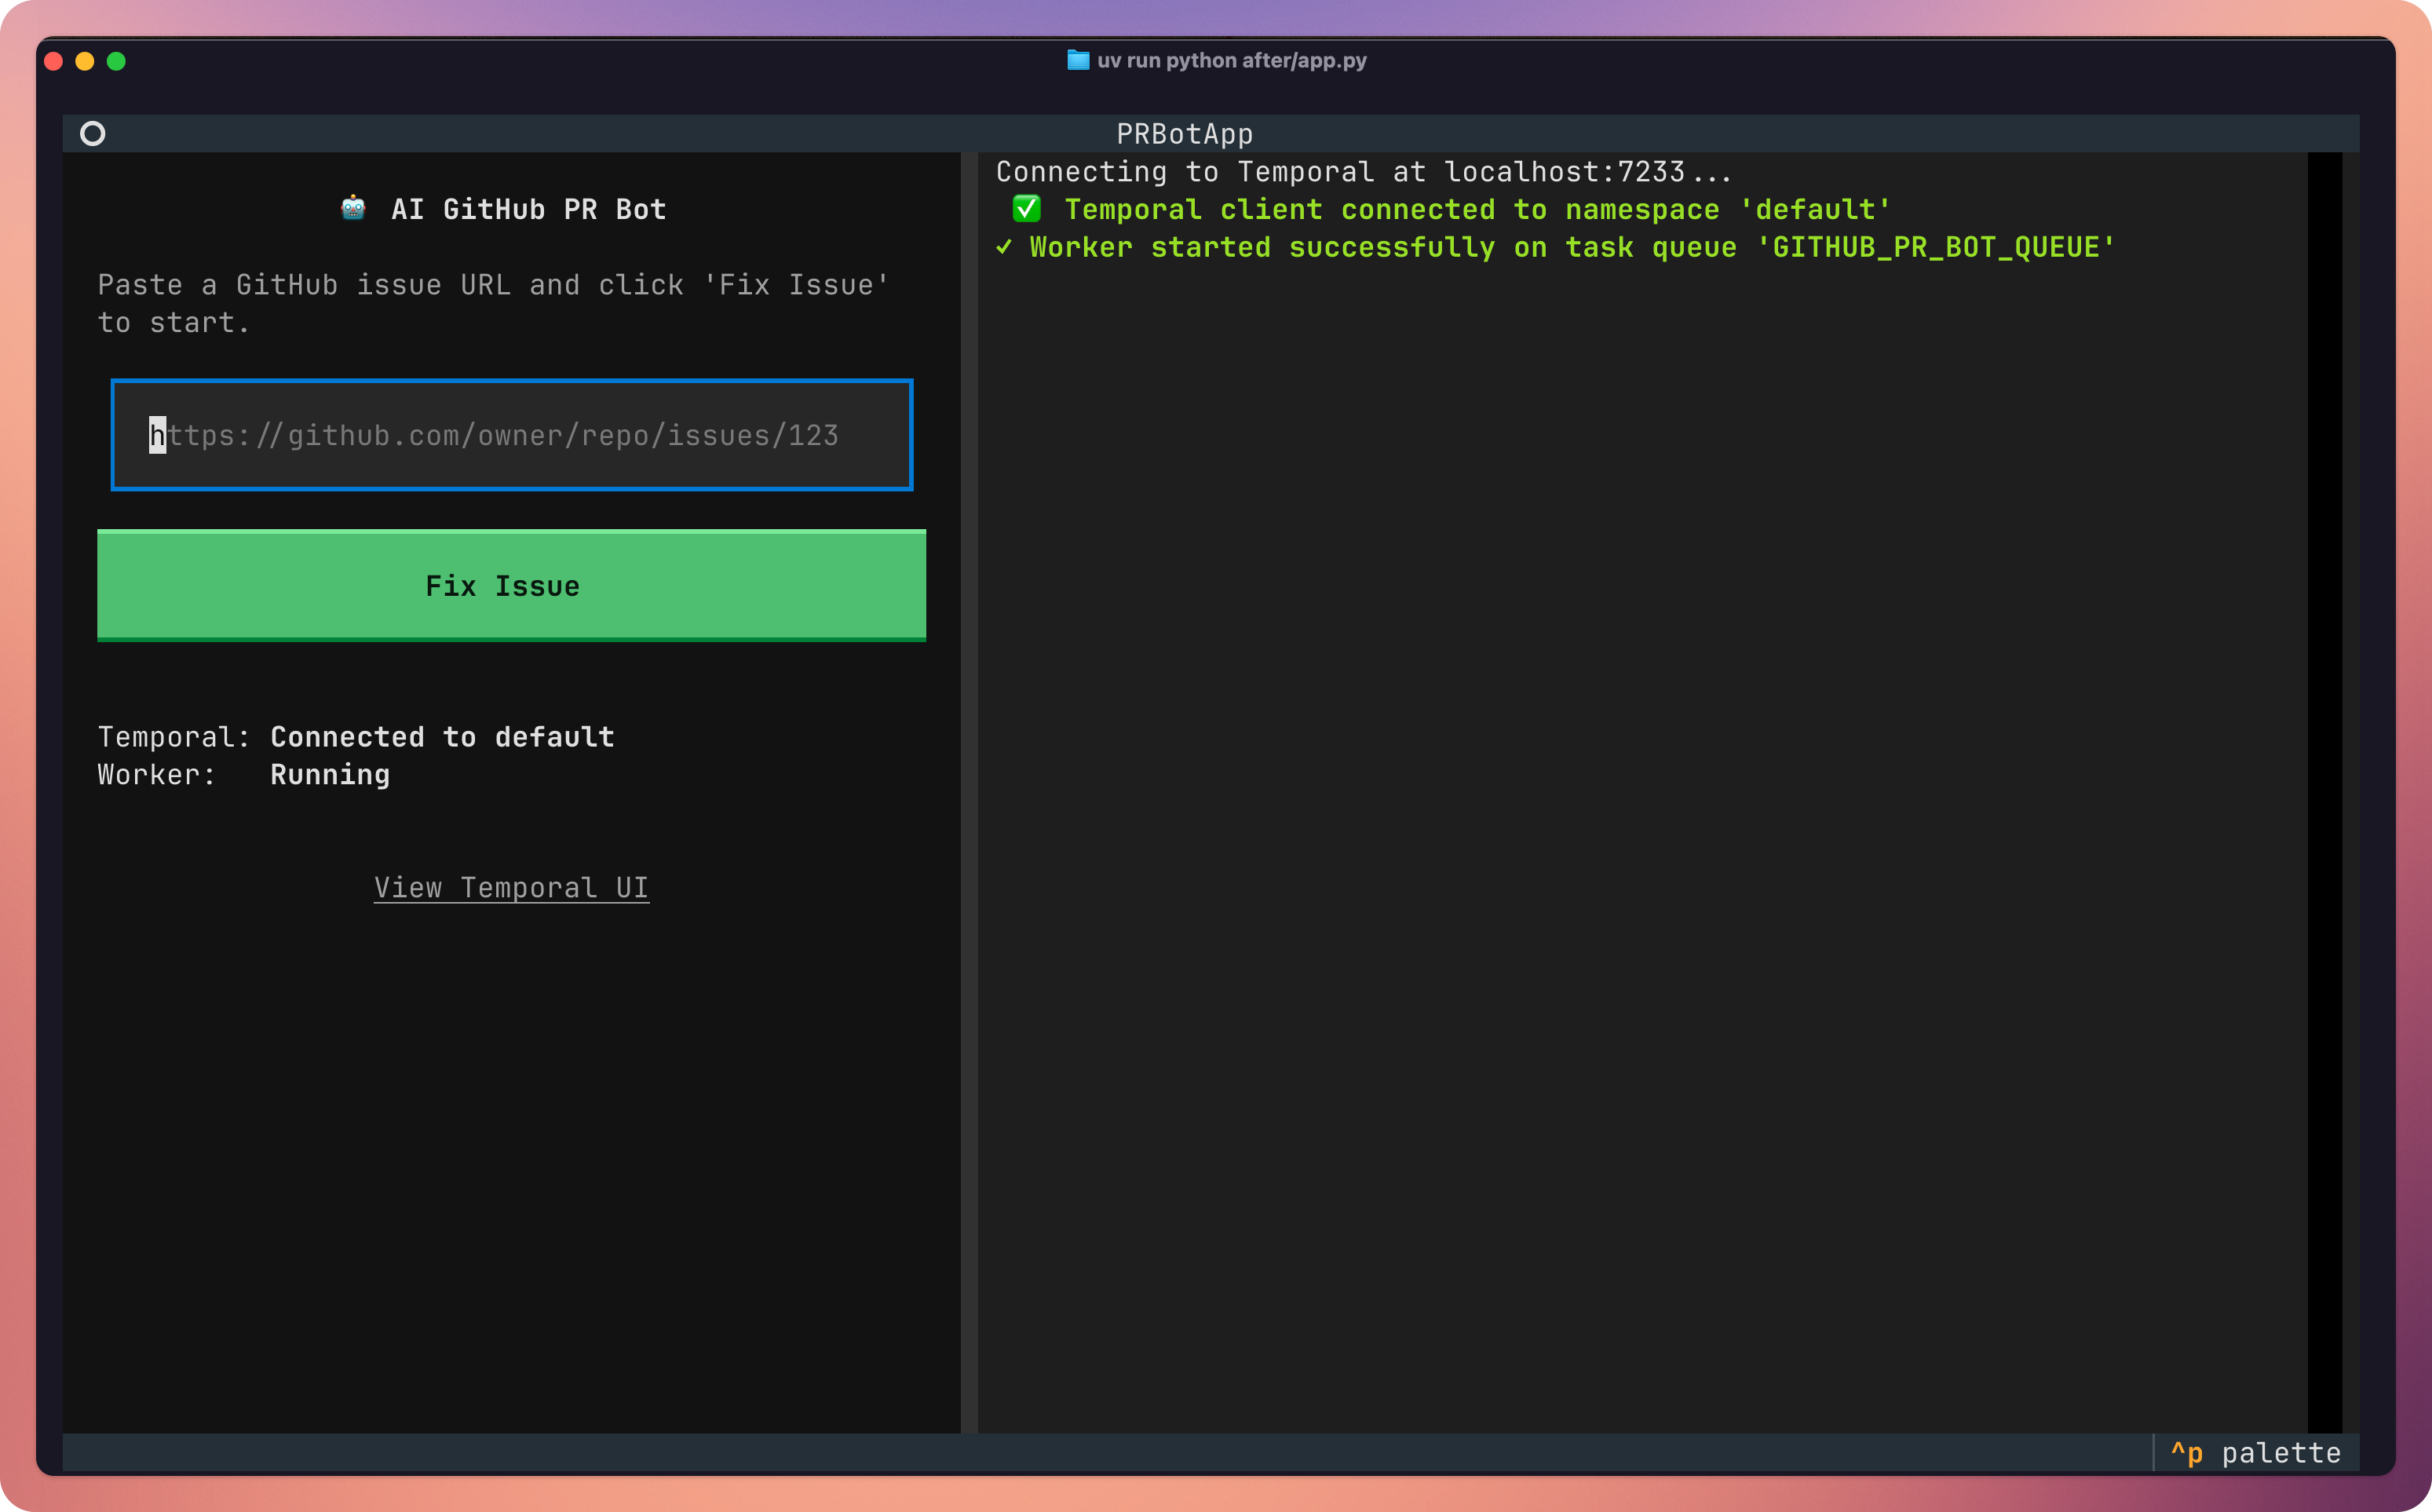 uv run python after/app.py
PRBotApp
🤖 AI GitHub PR Bot
Paste a GitHub issue URL and click 'Fix Issue'
to start.
https://github.com/owner/repo/issues/123
Fix Issue
Temporal: Connected to default
Worker: Running
View Temporal UI
Connecting to Temporal at localhost:7233...
✅ Temporal client connected to namespace 'default'
✓ Worker started successfully on task queue 'GITHUB_PR_BOT_QUEUE'
^p palette